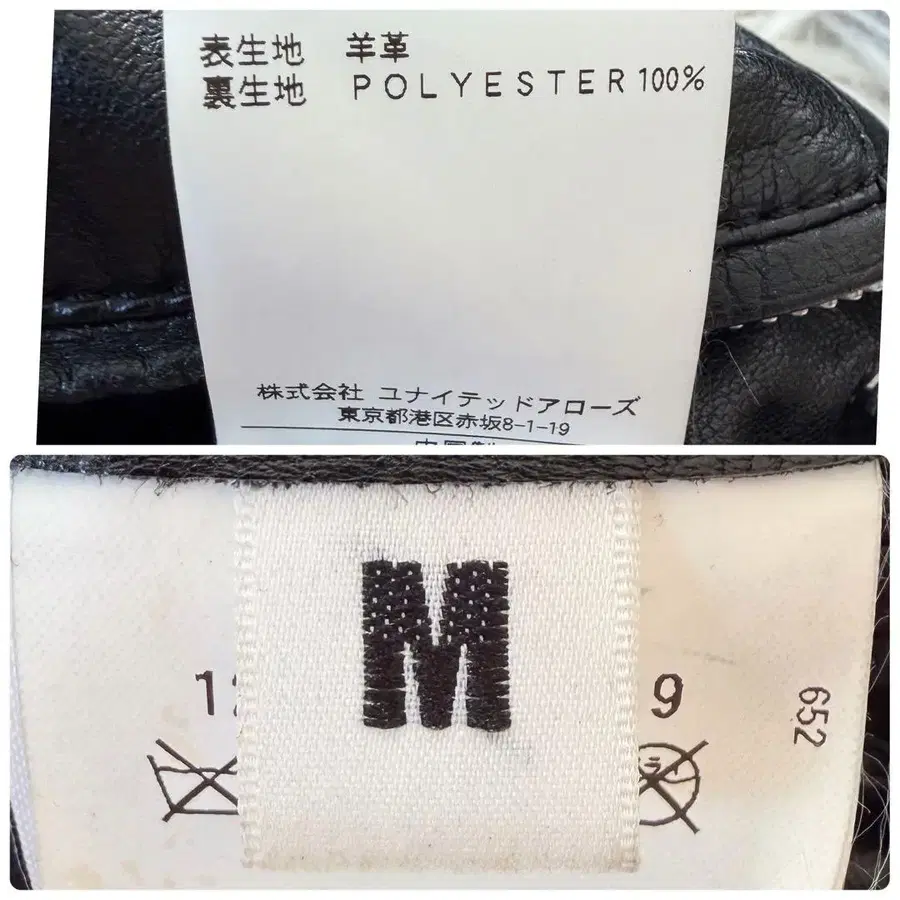 表生地 羊革
裏生地 POLYESTER 100%
株式会社 ユナイテッドアローズ
東京都港区赤坂8-1-19
M
9
652